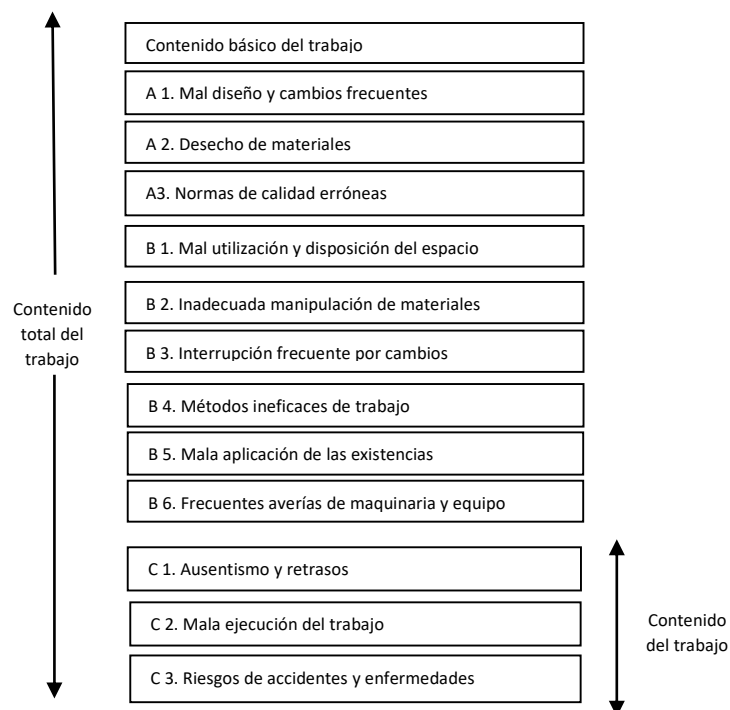 Contenido básico del trabajo
A 1. Mal diseño y cambios frecuentes
A 2. Desecho de materiales
A3. Normas de calidad erróneas
B 1. Mal utilización y disposición del espacio
Contenido
total del
trabajo
B 2. Inadecuada manipulación de materiales
B 3. Interrupción frecuente por cambios
B 4. Métodos ineficaces de trabajo
B 5. Mala aplicación de las existencias
B 6. Frecuentes averías de maquinaria y equipo
C 1. Ausentismo y retrasos
C 2. Mala ejecución del trabajo
C 3. Riesgos de accidentes y enfermedades
Contenido
del trabajo